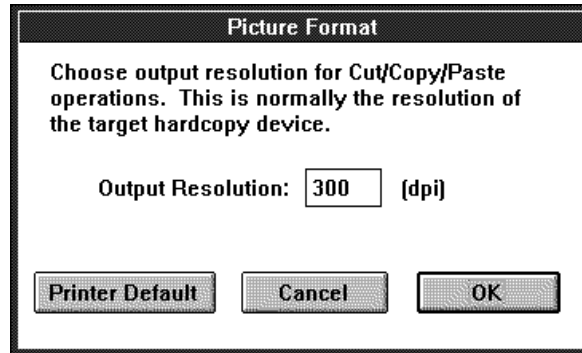 Picture Format
Choose output resolution for Cut/Copy/Paste
operations.  This is normally the resolution of
the target hardcopy device.
Output Resolution: 300 (dpi)
Printer Default Cancel OK